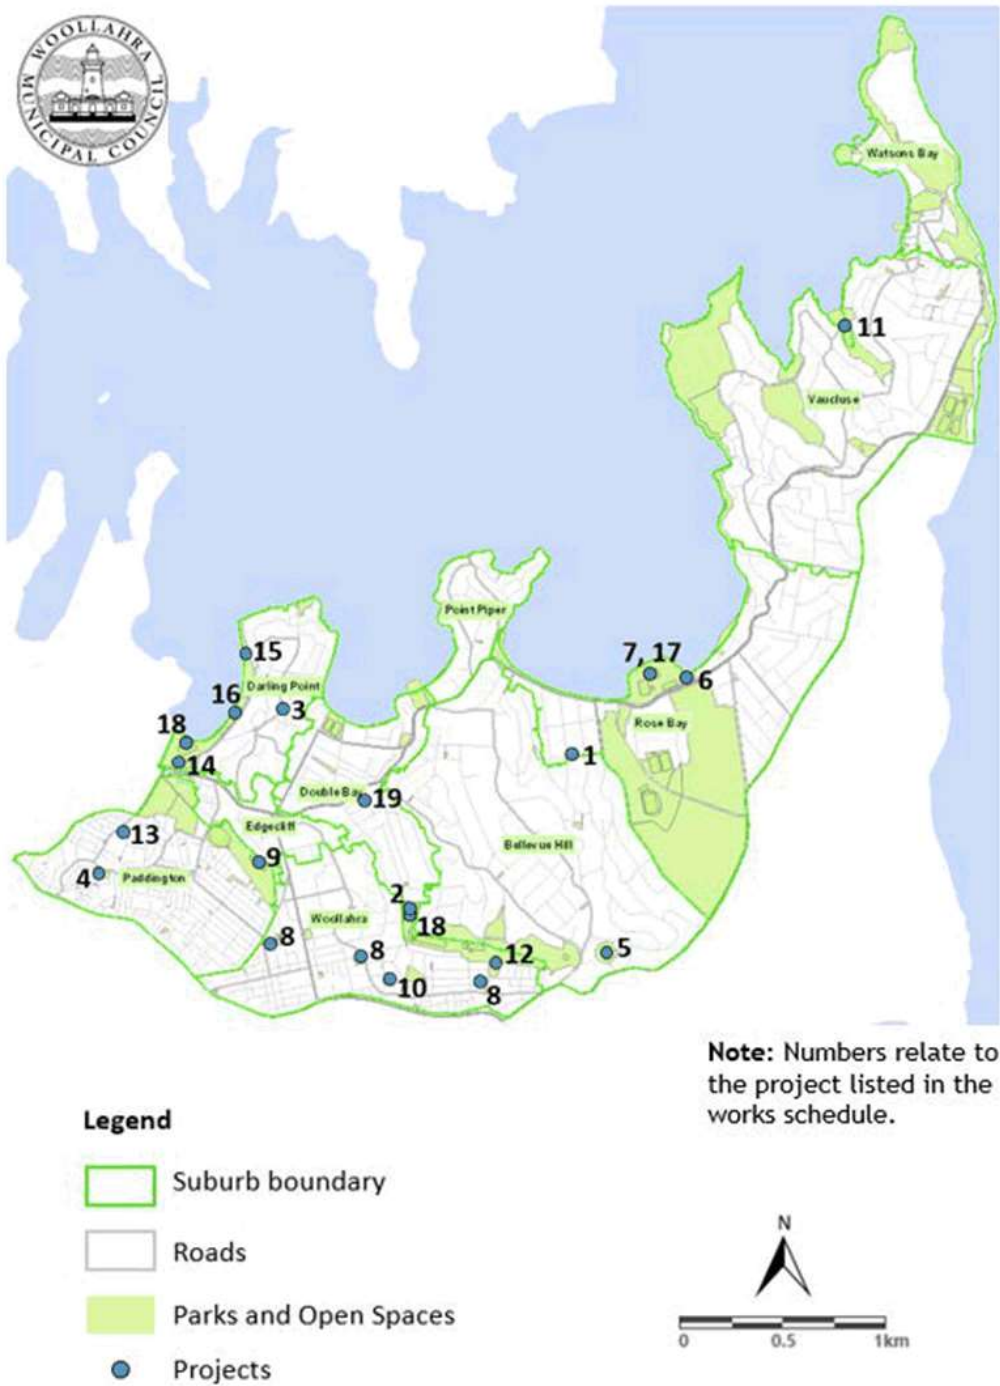 WOOLLAHRA
MUNICIPAL COUNCIL
Watsons Bay
11
Vaucluse
Point Piper
15
7, 17
6
Darling Point
16
3
Rose Bay
18
14
1
Double Bay
19
13
Edgecliff
9
Bellevue Hill
4
Paddington
2
Woollahra
18
8
8
12
5
10
8
Note: Numbers relate to
the project listed in the
works schedule.
Legend
Suburb boundary
Roads
Parks and Open Spaces
Projects
N
0 0.5 1km